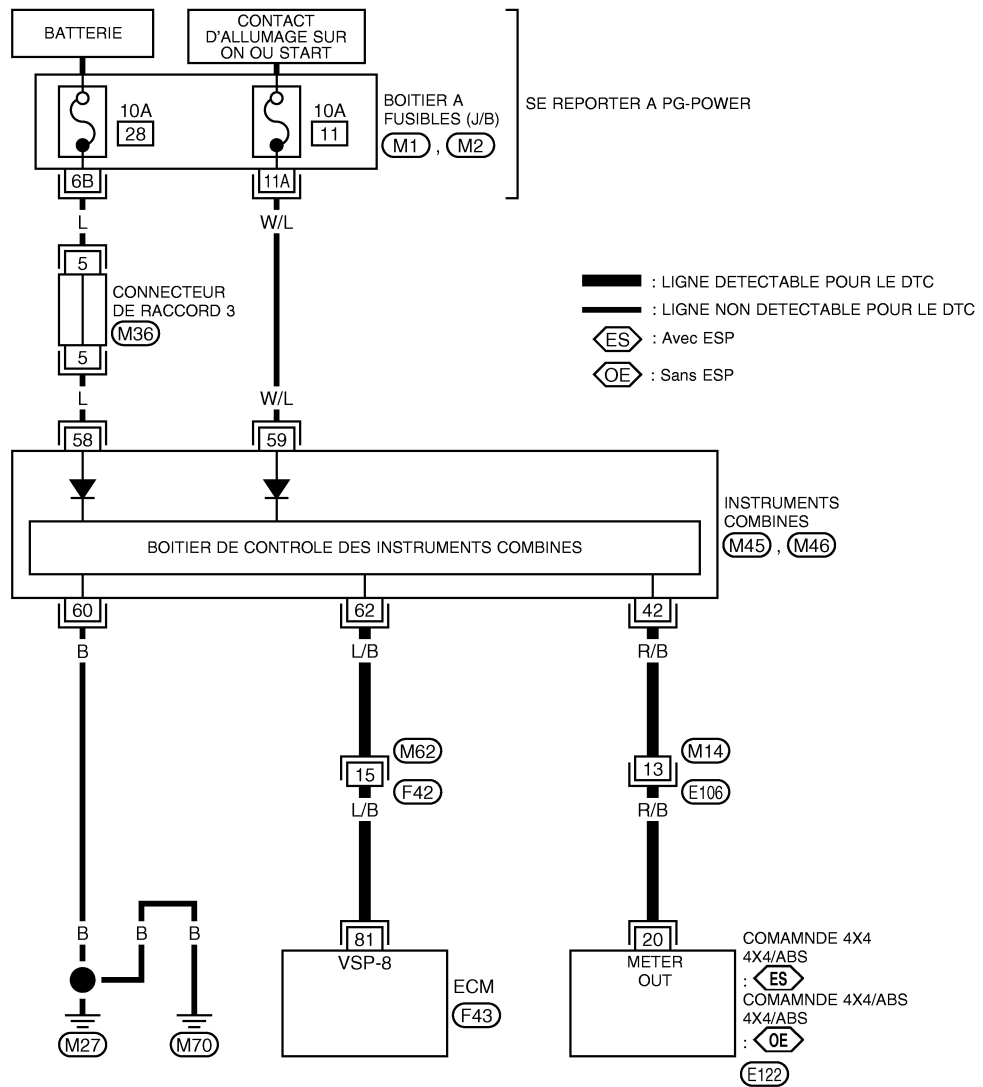 BATTERIE
CONTACT
D'ALLUMAGE SUR
ON OU START
10A
28
10A
11
BOITIER A
FUSIBLES (J/B)
M1 , M2
SE REPORTER A PG-POWER
6B
11A
L
W/L
5
CONNECTEUR
DE RACCORD 3
M36
5
L
W/L
: LIGNE DETECTABLE POUR LE DTC
: LIGNE NON DETECTABLE POUR LE DTC
ES : Avec ESP
OE : Sans ESP
58
59
BOITIER DE CONTROLE DES INSTRUMENTS COMBINES
INSTRUMENTS
COMBINES
M45 , M46
60
62
42
B
L/B
R/B
15
M62
F42
13
M14
E106
L/B
R/B
B
B
B
81
VSP-8
ECM
F43
20
METER
OUT
COMAMNDE 4X4
4X4/ABS
: ES
COMAMNDE 4X4/ABS
4X4/ABS
: OE
E122
M27
M70